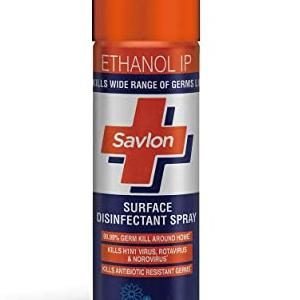 ETHANOL IP
KILLS WIDE RANGE OF GERMS
Savlon
SURFACE
DISINFECTANT SPRAY
99.99% GERM KILL AROUND HOME
KILLS H1N1 VIRUS, ROTAVIRUS
& NOROVIRUS
KILLS ANTIBIOTIC RESISTANT GERMS